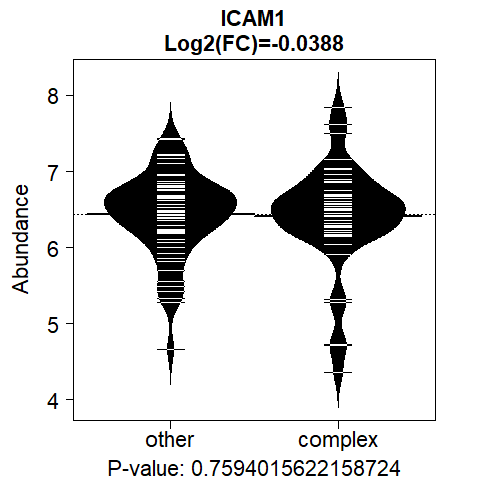 ICAM1
Log2(FC)=-0.0388
8
7
6
5
4
Abundance
other complex
P-value: 0.7594015622158724